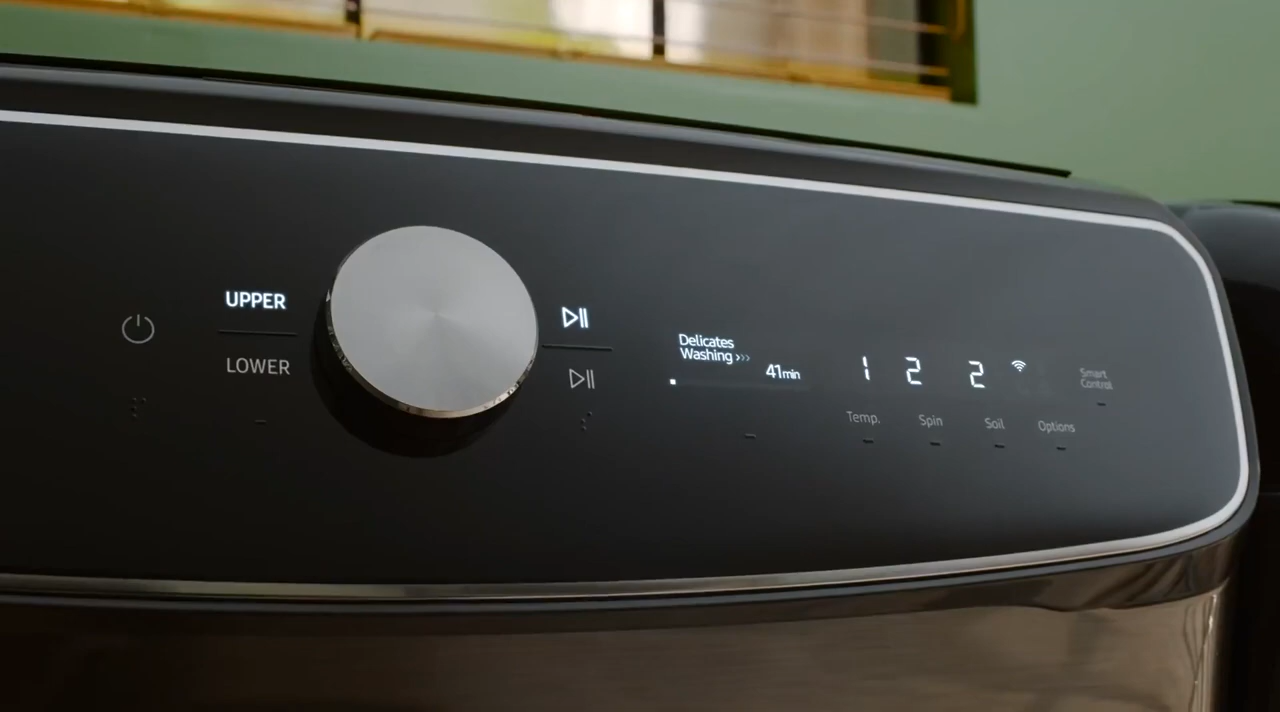 UPPER
LOWER
Delicates
Washing
41min
1 2 2
Temp. Spin Soil Options
Smart
Control